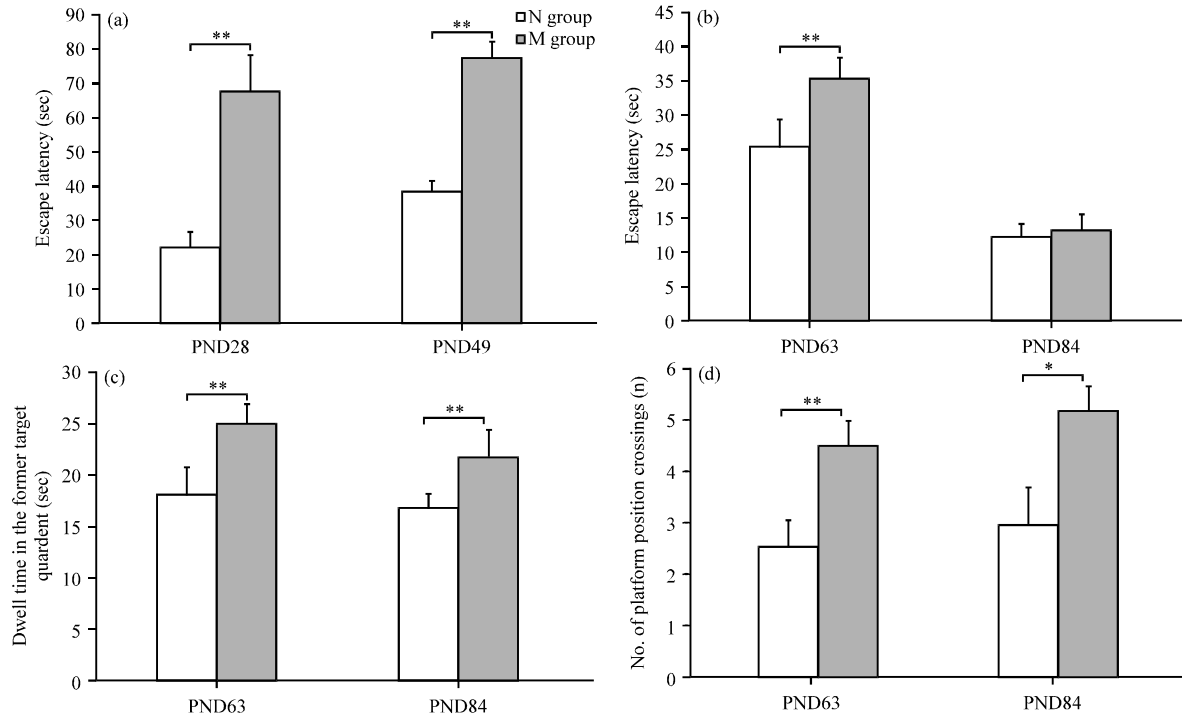 (a)
N group
M group
Escape latency (sec)
90
80
70
60
50
40
30
20
10
0
**
**
PND28
PND49
(b)
Escape latency (sec)
45
40
35
30
25
20
15
10
5
0
**
PND63
PND84
(c)
Dwell time in the former target
quardent (sec)
30
25
20
15
10
5
0
**
**
PND63
PND84
(d)
No. of platform position crossings (n)
6
5
4
3
2
1
0
**
*
PND63
PND84